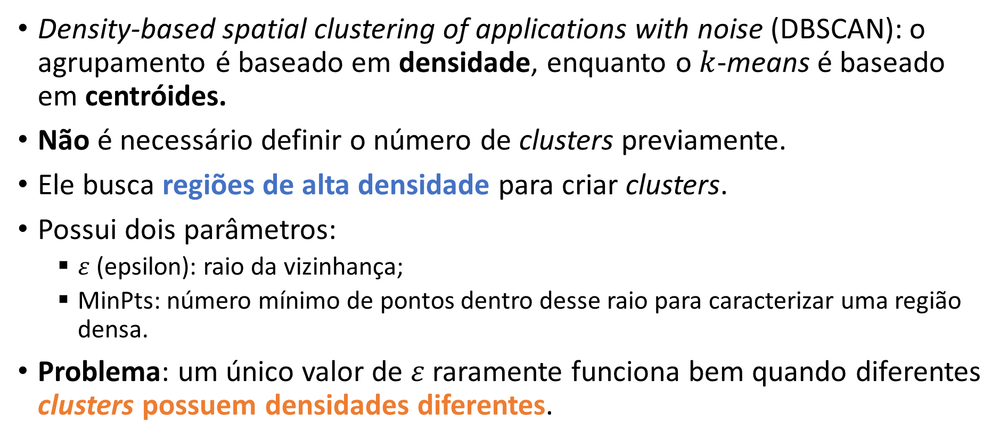 • Density-based spatial clustering of applications with noise (DBSCAN): o
agrupamento é baseado em densidade, enquanto o k-means é baseado
em centróides.
• Não é necessário definir o número de clusters previamente.
• Ele busca regiões de alta densidade para criar clusters.
• Possui dois parâmetros:
▪ ε (epsilon): raio da vizinhança;
▪ MinPts: número mínimo de pontos dentro desse raio para caracterizar uma região
densa.
• Problema: um único valor de ε raramente funciona bem quando diferentes
clusters possuem densidades diferentes.